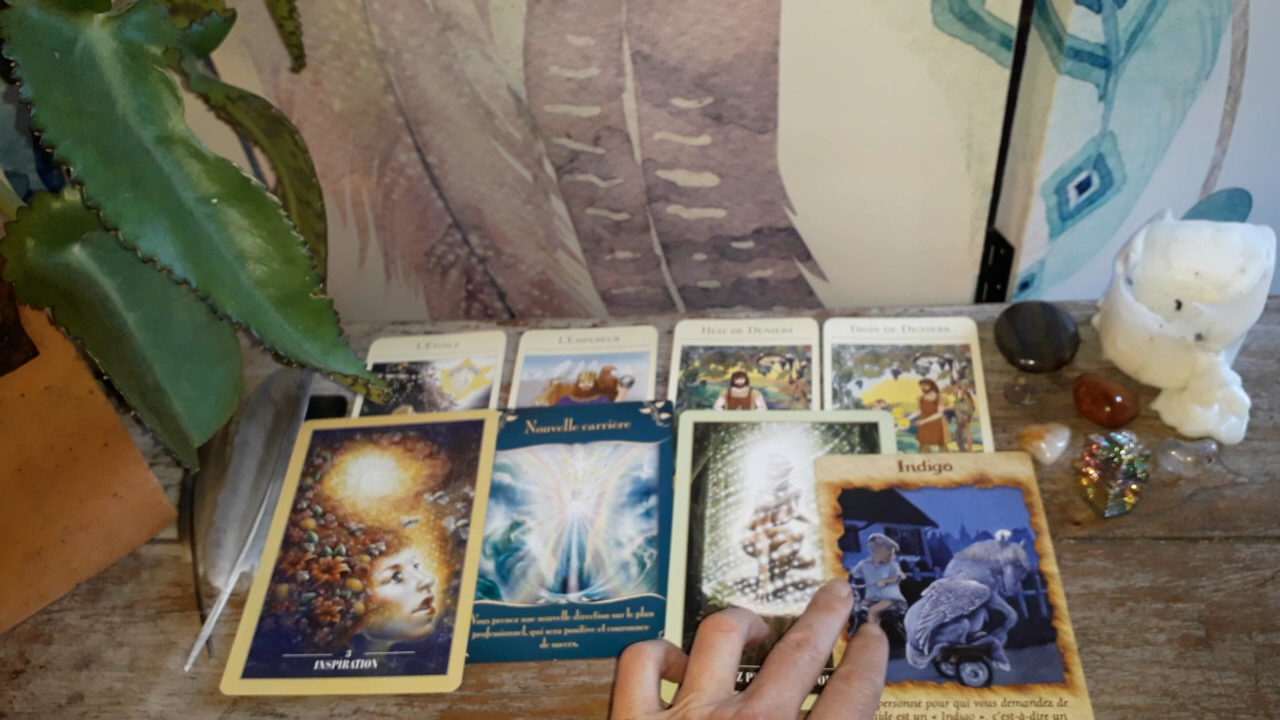 L'ÉTOILE
L'EMPEREUR
HUIT DE DENIERS
TROIS DE DENIERS
Nouvelle carrière
Indigo
Vous prenez une nouvelle direction sur le plan
professionnel, qui sera positive et couronnée
de succès.
3
INSPIRATION
personne pour qui vous demandez de
est un « Indigo », c'est-à-dire un